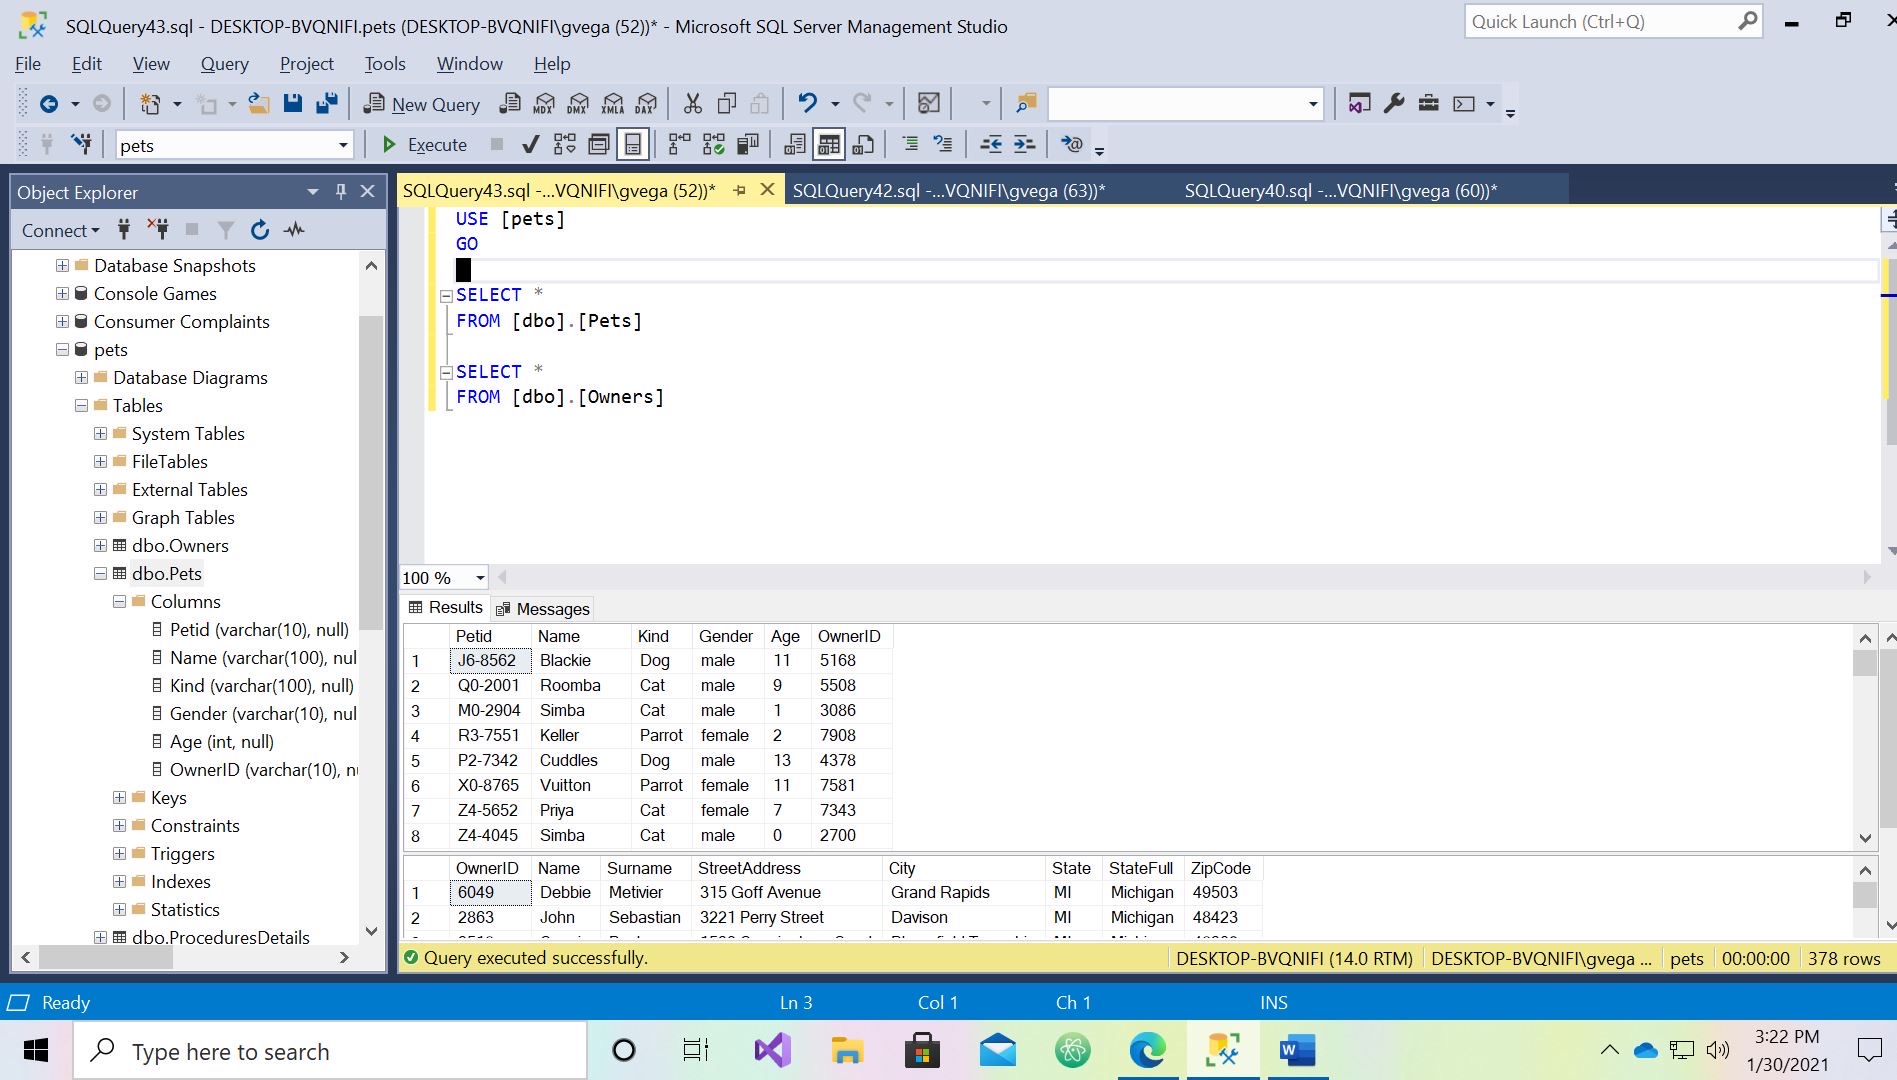 SQLQuery43.sql - DESKTOP-BVQNIFI.pets (DESKTOP-BVQNIFI\gvega (52))* - Microsoft SQL Server Management Studio
Quick Launch (Ctrl+Q)
File Edit View Query Project Tools Window Help
New Query MDX DMX XMLA DAX
pets Execute
Object Explorer
Connect
Database Snapshots
Console Games
Consumer Complaints
pets
Database Diagrams
Tables
System Tables
FileTables
External Tables
Graph Tables
dbo.Owners
dbo.Pets
Columns
Petid (varchar(10), null)
Name (varchar(100), nul
Kind (varchar(100), null)
Gender (varchar(10), nul
Age (int, null)
OwnerID (varchar(10), n
Keys
Constraints
Triggers
Indexes
Statistics
dbo.ProceduresDetails
SQLQuery43.sql -...VQNIFI\gvega (52))* SQLQuery42.sql -...VQNIFI\gvega (63))* SQLQuery40.sql -...VQNIFI\gvega (60))*
USE [pets]
GO
SELECT *
FROM [dbo].[Pets]
SELECT *
FROM [dbo].[Owners]
100 %
Results Messages
Petid Name Kind Gender Age OwnerID
1 J6-8562 Blackie Dog male 11 5168
2 Q0-2001 Roomba Cat male 9 5508
3 M0-2904 Simba Cat male 1 3086
4 R3-7551 Keller Parrot female 2 7908
5 P2-7342 Cuddles Dog male 13 4378
6 X0-8765 Vuitton Parrot female 11 7581
7 Z4-5652 Priya Cat female 7 7343
8 Z4-4045 Simba Cat male 0 2700
OwnerID Name Surname StreetAddress City State StateFull ZipCode
1 6049 Debbie Metivier 315 Goff Avenue Grand Rapids MI Michigan 49503
2 2863 John Sebastian 3221 Perry Street Davison MI Michigan 48423
Query executed successfully. DESKTOP-BVQNIFI (14.0 RTM) DESKTOP-BVQNIFI\gvega ... pets 00:00:00 378 rows
Ready Ln 3 Col 1 Ch 1 INS
Type here to search
3:22 PM
1/30/2021